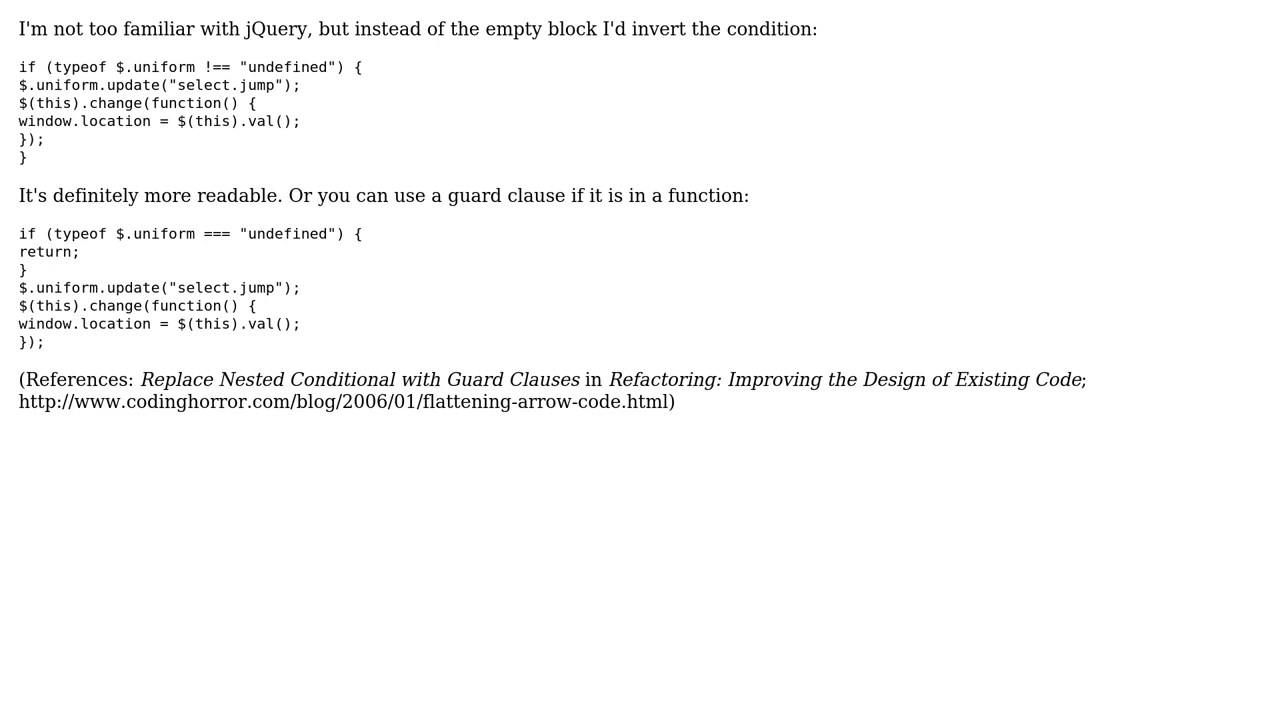 I'm not too familiar with jQuery, but instead of the empty block I'd invert the condition:
if (typeof $.uniform !== "undefined") {
$.uniform.update("select.jump");
$(this).change(function() {
window.location = $(this).val();
});
}
It's definitely more readable. Or you can use a guard clause if it is in a function:
if (typeof $.uniform === "undefined") {
return;
}
$.uniform.update("select.jump");
$(this).change(function() {
window.location = $(this).val();
});
(References: Replace Nested Conditional with Guard Clauses in Refactoring: Improving the Design of Existing Code;
http://www.codinghorror.com/blog/2006/01/flattening-arrow-code.html)